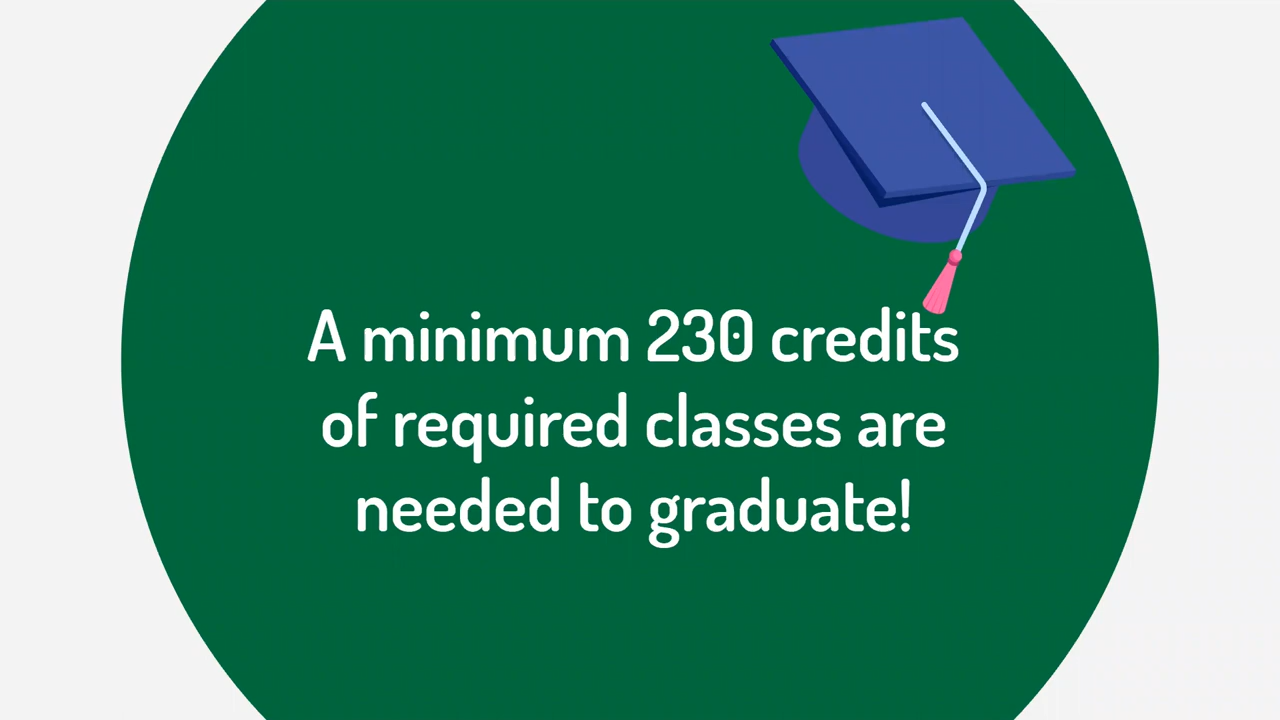 A minimum 230 credits
of required classes are
needed to graduate!